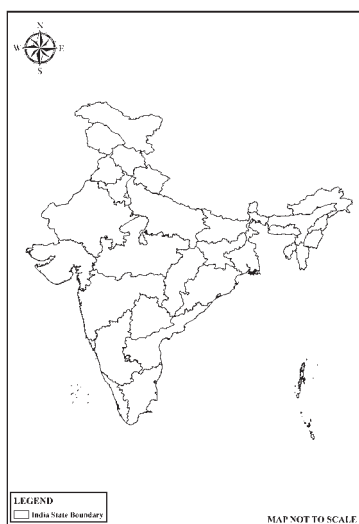 N
W E
S
LEGEND
India State Boundary
MAP NOT TO SCALE